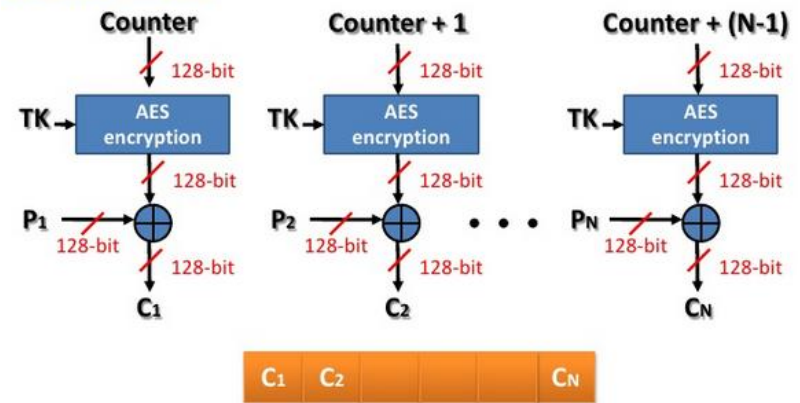 Counter Counter + 1 Counter + (N-1)
128-bit 128-bit 128-bit
TK AES encryption TK AES encryption TK AES encryption
128-bit 128-bit 128-bit
P1 P2 • • • PN
128-bit 128-bit 128-bit
128-bit 128-bit 128-bit
C1 C2 CN
C1 C2 CN